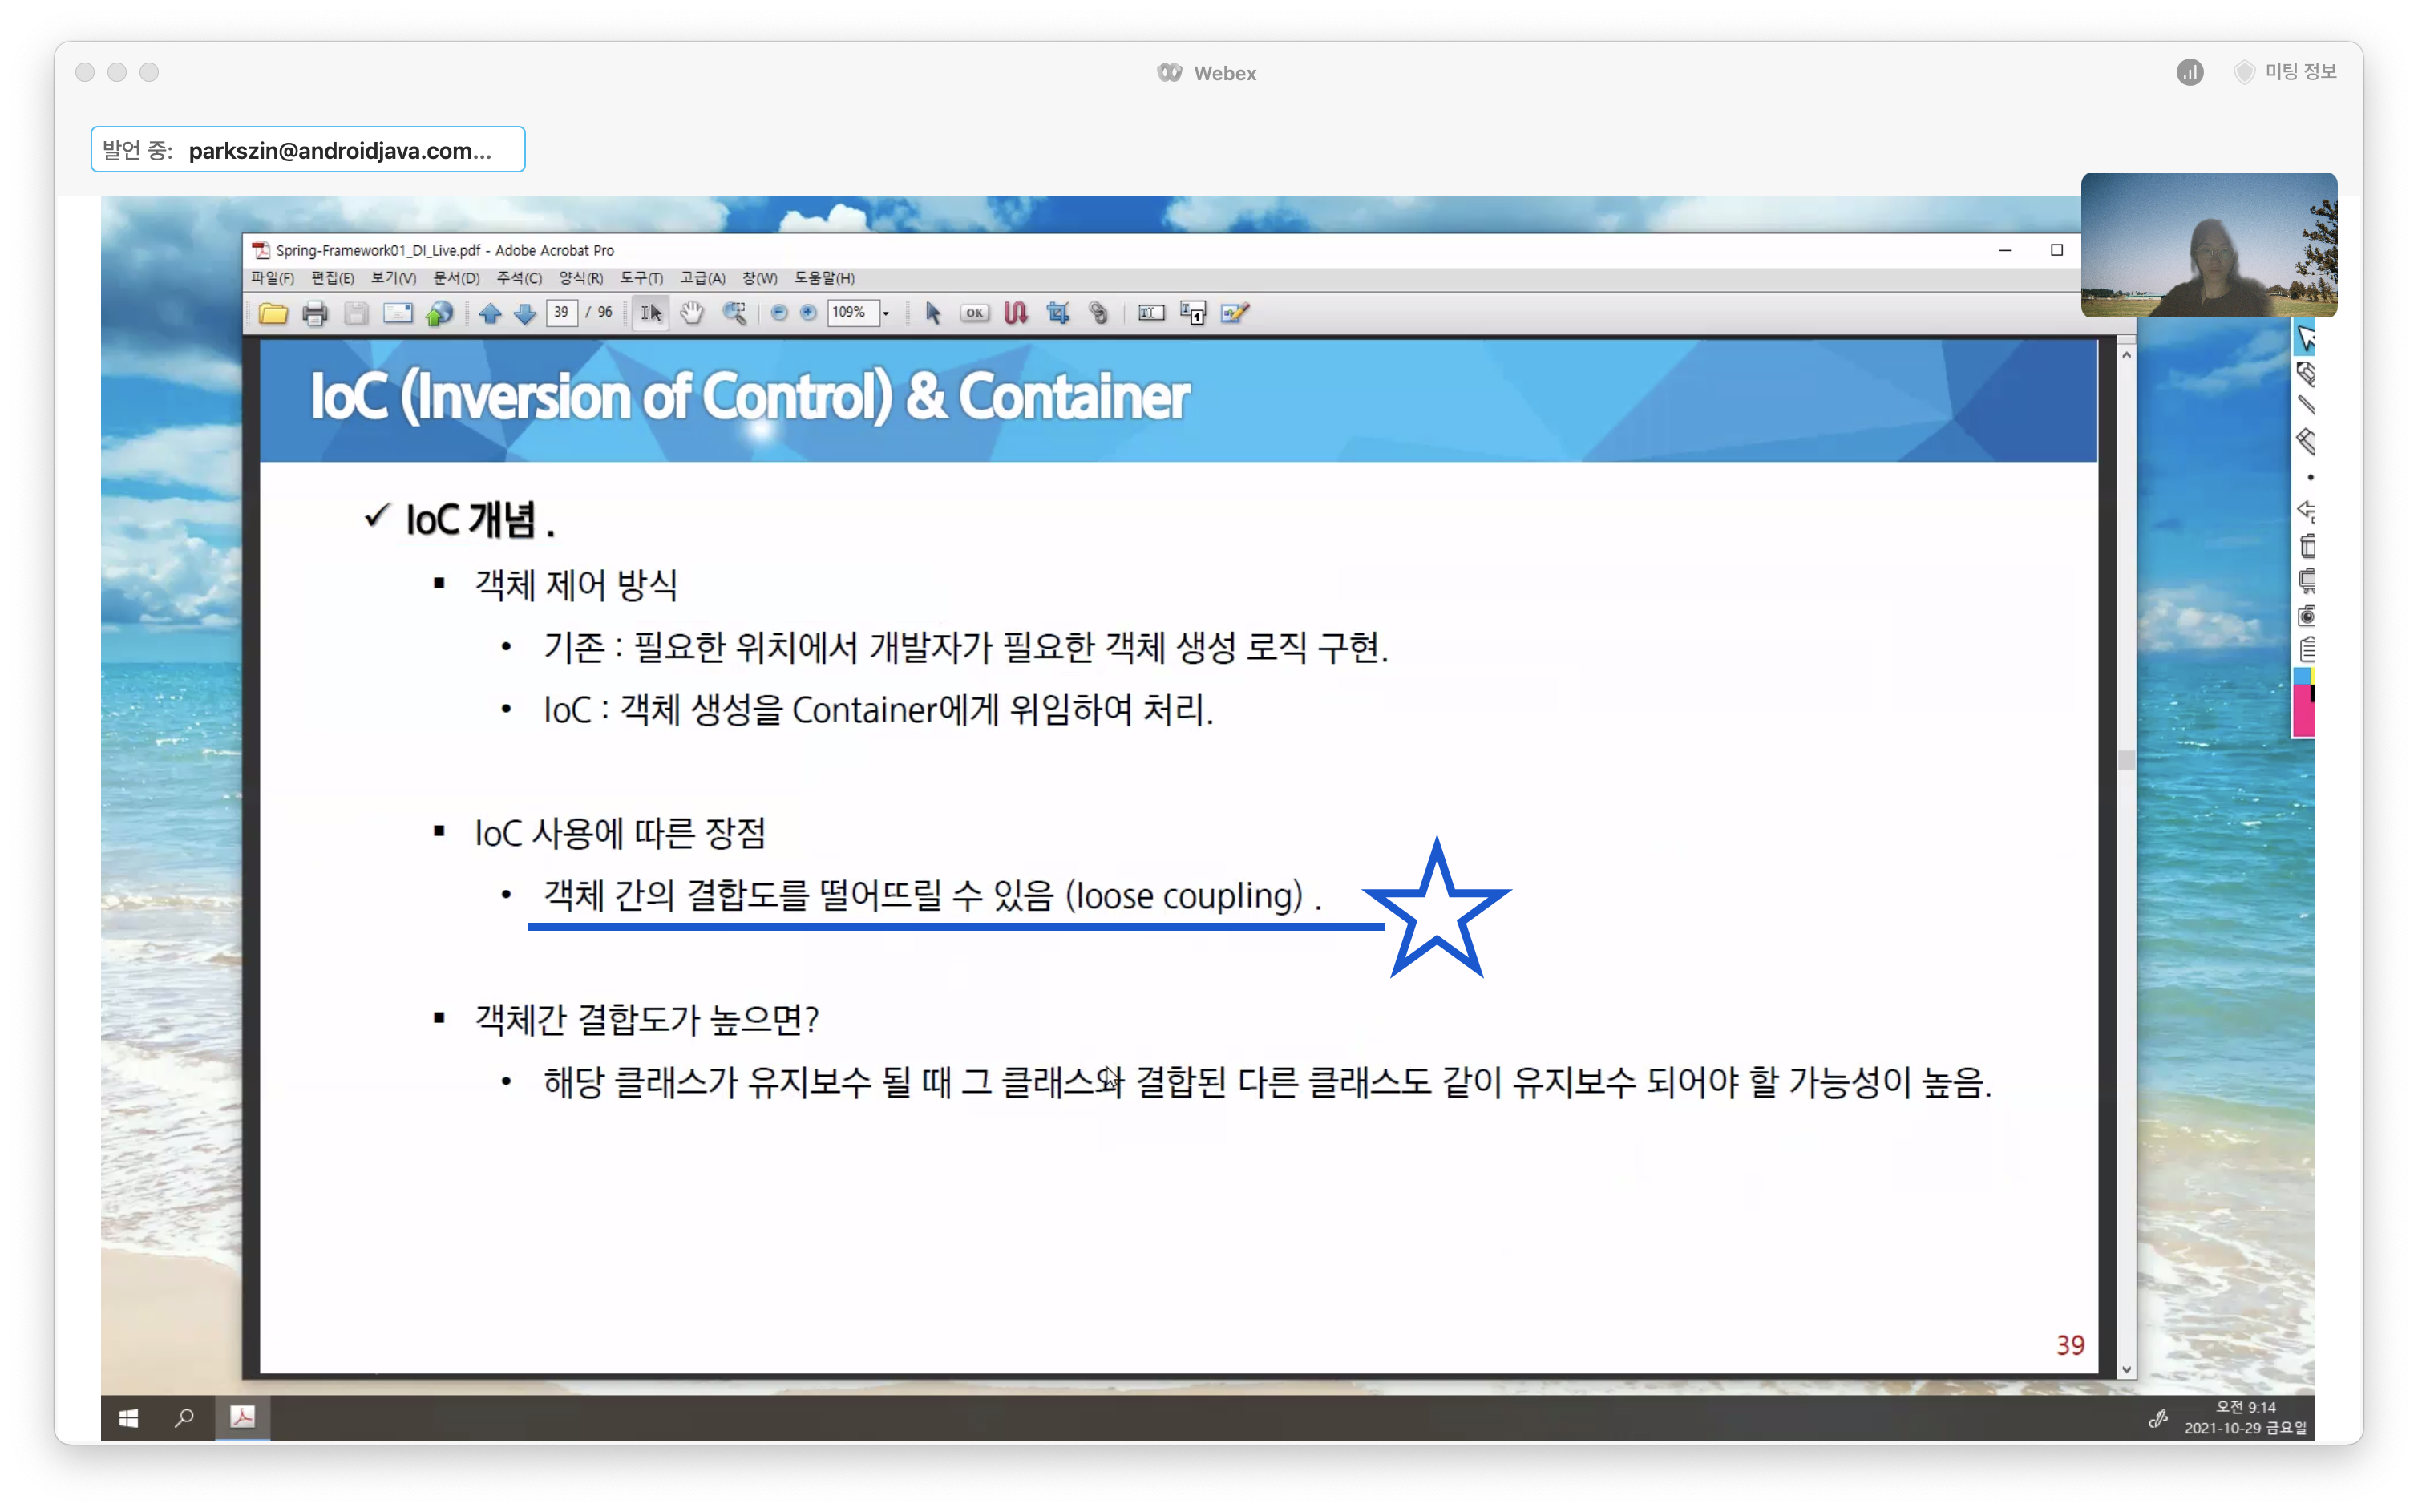 Webex
미팅 정보
발언 중: parkszin@androidjava.com...
Spring-Framework01_DI_Live.pdf - Adobe Acrobat Pro
파일(F) 편집(E) 보기(V) 문서(D) 주석(C) 양식(R) 도구(T) 고급(A) 창(W) 도움말(H)
39 / 96 109% OK
IoC (Inversion of Control) & Container
✓ IoC 개념 .
▪ 객체 제어 방식
• 기존 : 필요한 위치에서 개발자가 필요한 객체 생성 로직 구현.
• IoC : 객체 생성을 Container에게 위임하여 처리.
▪ IoC 사용에 따른 장점
• 객체 간의 결합도를 떨어뜨릴 수 있음 (loose coupling) .
▪ 객체간 결합도가 높으면?
• 해당 클래스가 유지보수 될 때 그 클래스와 결합된 다른 클래스도 같이 유지보수 되어야 할 가능성이 높음.
39
오전 9:14
2021-10-29 금요일